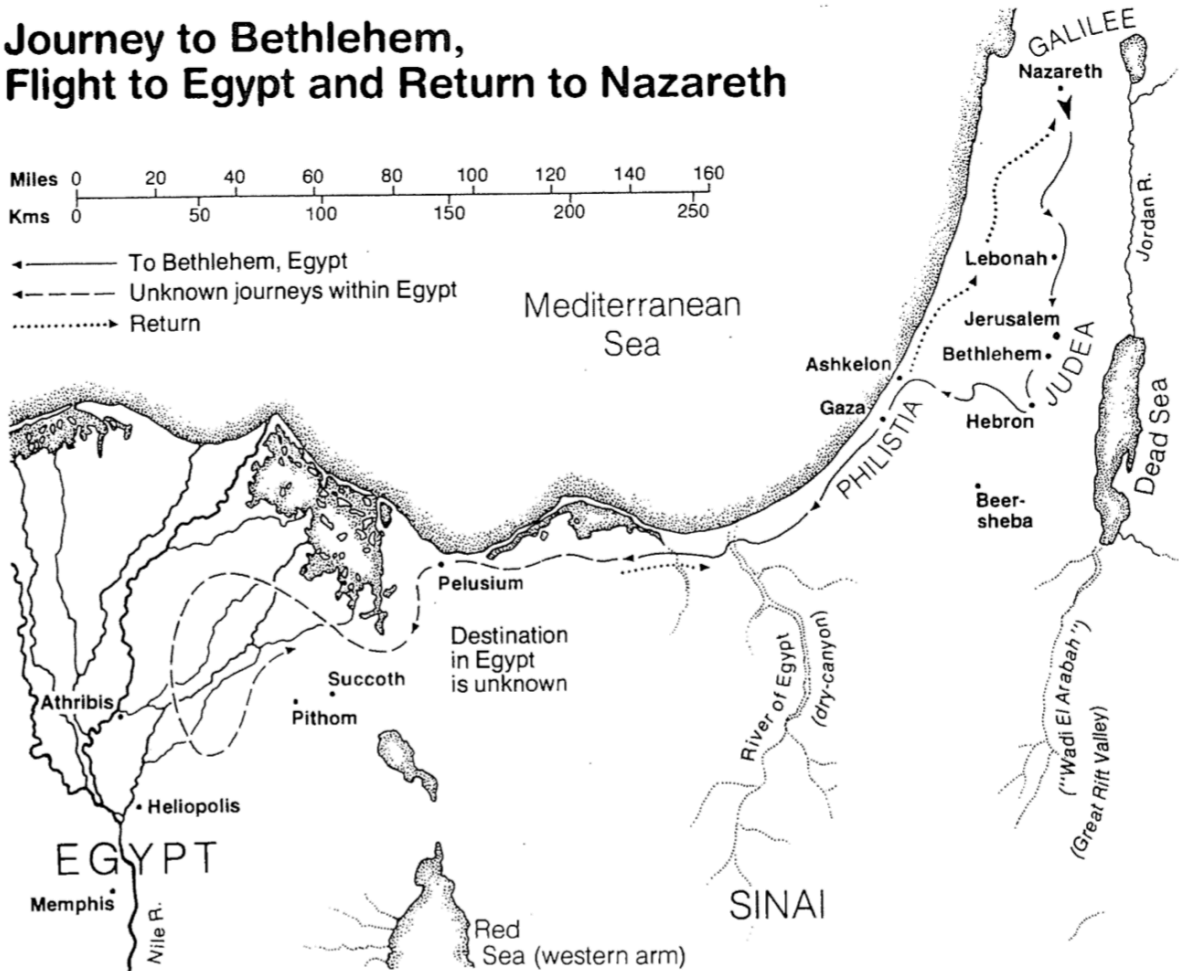 Journey to Bethlehem,
Flight to Egypt and Return to Nazareth
Miles 0 20 40 60 80 100 120 140 160
Kms 0 50 100 150 200 250
To Bethlehem, Egypt
Unknown journeys within Egypt
Return
GALILEE
Nazareth
Jordan R.
Mediterranean
Sea
Lebonah
Jerusalem
Bethlehem
JUDEA
Ashkelon
Gaza
Hebron
PHILISTIA
Dead Sea
Beer-
sheba
Pelusium
Destination
in Egypt
is unknown
Succoth
Pithom
Athribis
River of Egypt
(dry-canyon)
("Wadi El Arabah")
(Great Rift Valley)
Heliopolis
EGYPT
Memphis
Nile R.
SINAI
Red
Sea (western arm)